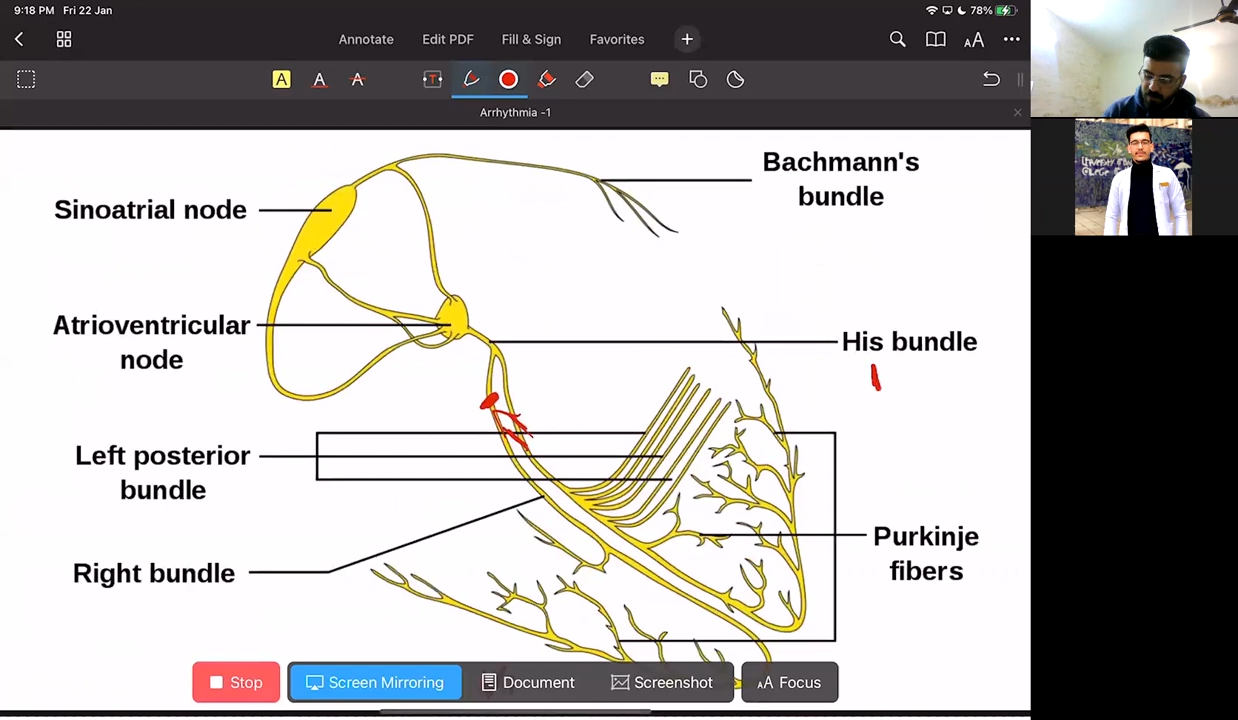 9:18 PM Fri 22 Jan
78%
Annotate Edit PDF Fill & Sign Favorites
Arrhythmia -1
Bachmann's
bundle
Sinoatrial node
Atrioventricular
node
His bundle
Left posterior
bundle
Purkinje
fibers
Right bundle
Stop Screen Mirroring Document Screenshot AA Focus